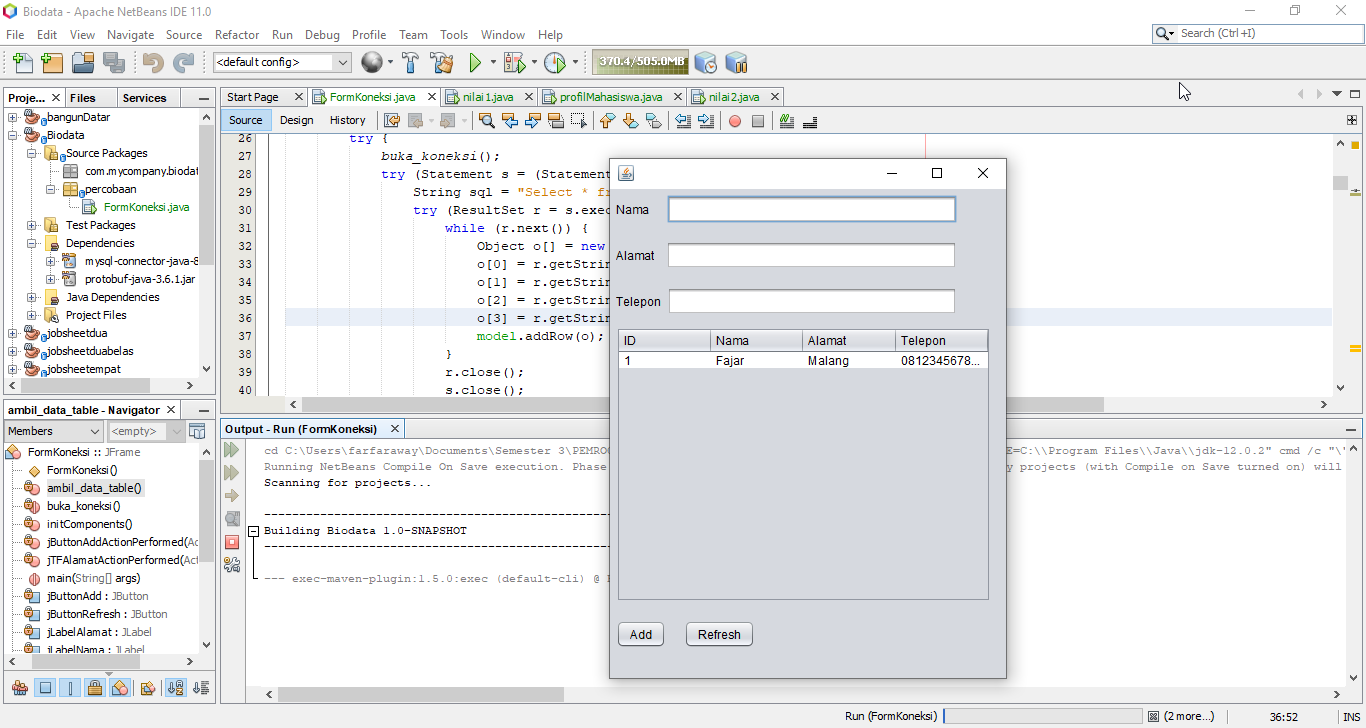 Biodata - Apache NetBeans IDE 11.0
File Edit View Navigate Source Refactor Run Debug Profile Team Tools Window Help
Search (Ctrl+I)
<default config>
370.4/505.0MB
Proje... Files Services
bangunDatar
Biodata
Source Packages
com.mycompany.biodat
percobaan
FormKoneksi.java
Test Packages
Dependencies
mysql-connector-java-8
protobuf-java-3.6.1.jar
Java Dependencies
Project Files
jobsheetdua
jobsheetduabelas
jobsheetempat
Start Page FormKoneksi.java nilai1.java profilMahasiswa.java nilai2.java
Source Design History
26 try {
27 buka_koneksi();
28 try (Statement s = (Statement
29 String sql = "Select * fr
30 try (ResultSet r = s.exec
31 while (r.next()) {
32 Object o[] = new
33 o[0] = r.getStrin
34 o[1] = r.getStrin
35 o[2] = r.getStrin
36 o[3] = r.getStrin
37 model.addRow(o);
38 }
39 r.close();
40 s.close();
Nama
Alamat
Telepon
ID Nama Alamat Telepon
1 Fajar Malang 0812345678...
Add Refresh
ambil_data_table - Navigator
Members <empty>
FormKoneksi :: JFrame
FormKoneksi()
ambil_data_table()
buka_koneksi()
initComponents()
jButtonAddActionPerformed(Ac
jTFAlamatActionPerformed(Act
main(String[] args)
jButtonAdd : JButton
jButtonRefresh : JButton
jLabelAlamat : JLabel
jLabelNama : JLabel
Output - Run (FormKoneksi)
cd C:\Users\farfaraway\Documents\Semester 3\PEMROG E=C:\\Program Files\\Java\\jdk-12.0.2" cmd /c "\"
Running NetBeans Compile On Save execution. Phase y projects (with Compile on Save turned on) will
Scanning for projects...
------------------------------------------------
Building Biodata 1.0-SNAPSHOT
------------------------------------------------
--- exec-maven-plugin:1.5.0:exec (default-cli) @
Run (FormKoneksi) (2 more...) 36:52 INS